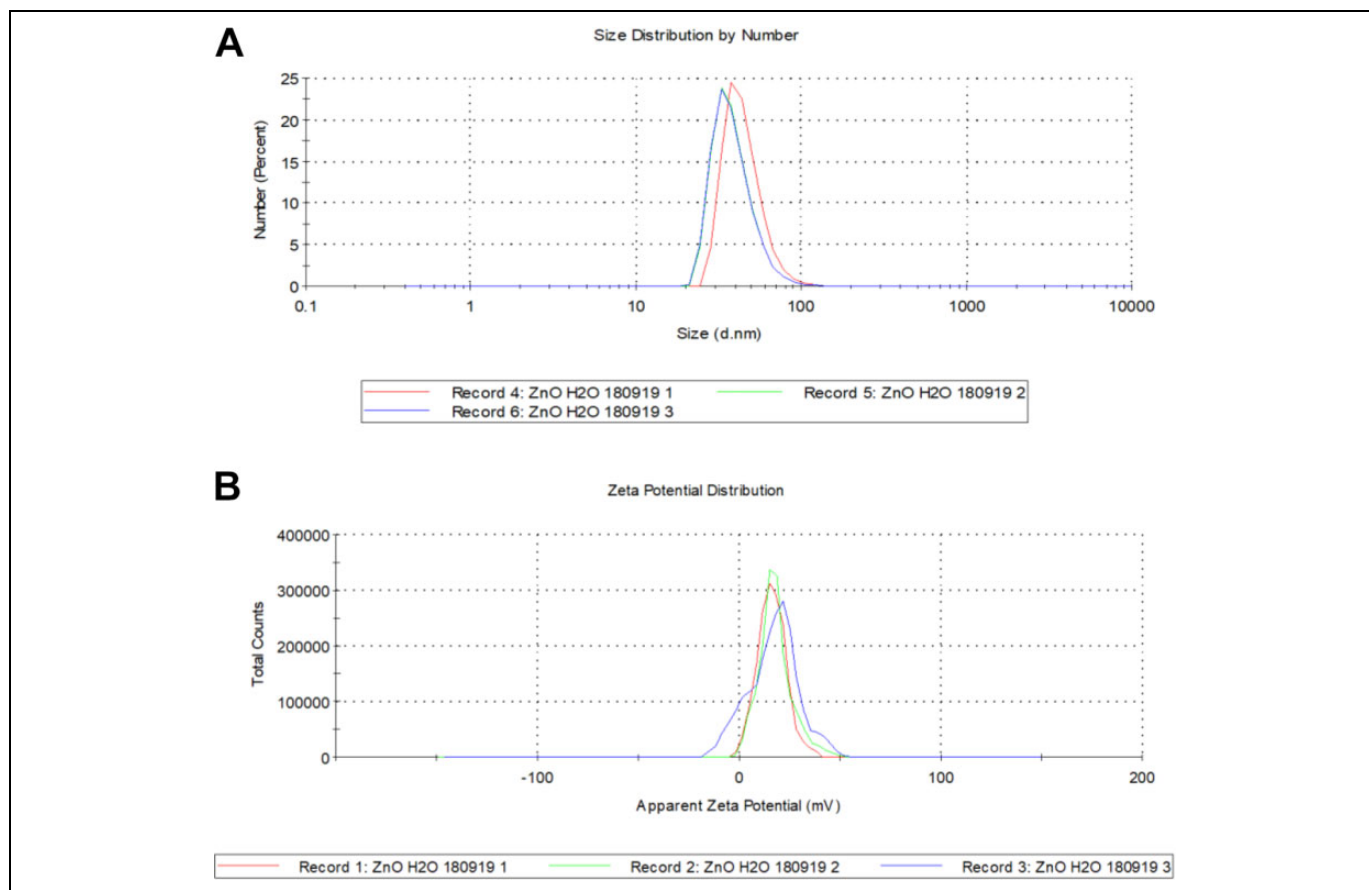 A
Size Distribution by Number
25
20
15
10
5
0
Number (Percent)
0.1 1 10 100 1000 10000
Size (d.nm)
Record 4: ZnO H2O 180919 1 Record 5: ZnO H2O 180919 2
Record 6: ZnO H2O 180919 3
B
Zeta Potential Distribution
400000
300000
200000
100000
0
Total Counts
-100 0 100 200
Apparent Zeta Potential (mV)
Record 1: ZnO H2O 180919 1 Record 2: ZnO H2O 180919 2 Record 3: ZnO H2O 180919 3